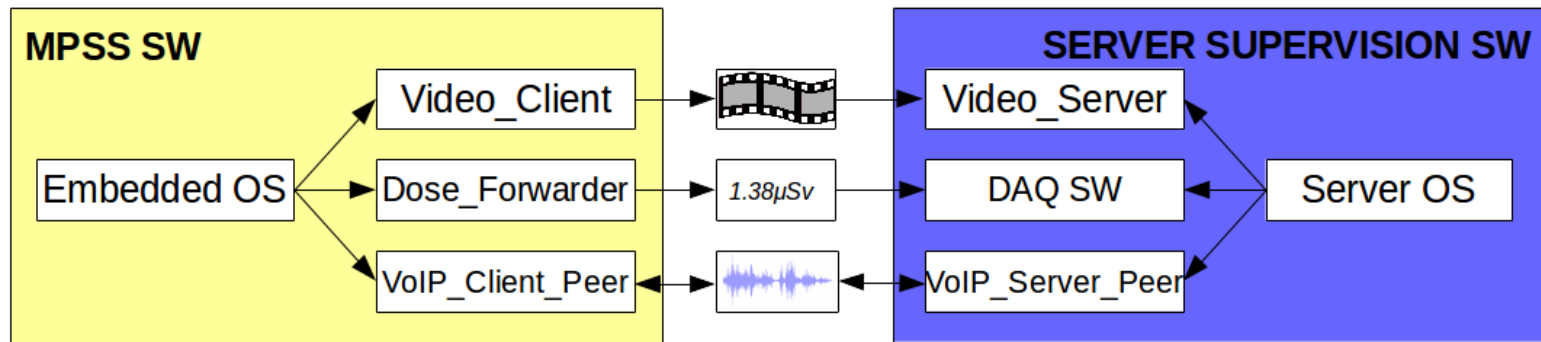 MPSS SW
SERVER SUPERVISION SW
Video_Client
Video_Server
Embedded OS
Dose_Forwarder
1.38µSv
DAQ SW
Server OS
VoIP_Client_Peer
VoIP_Server_Peer